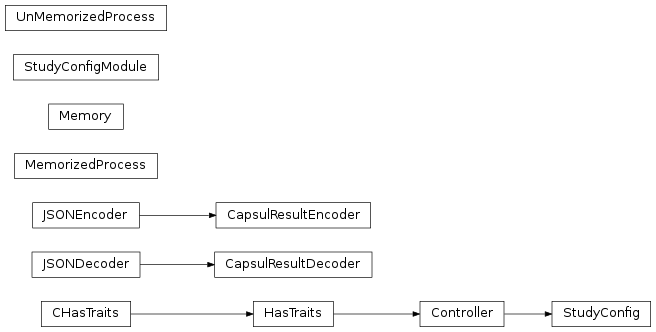 UnMemorizedProcess
StudyConfigModule
Memory
MemorizedProcess
JSONEncoder
CapsulResultEncoder
JSONDecoder
CapsulResultDecoder
CHasTraits
HasTraits
Controller
StudyConfig